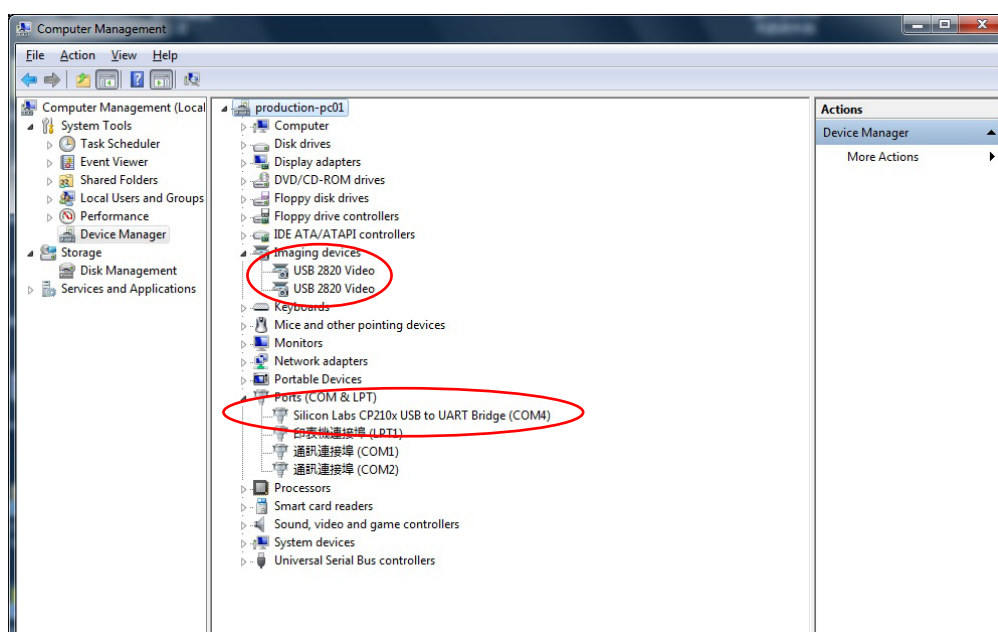 Computer Management
File Action View Help
Computer Management (Local
System Tools
Task Scheduler
Event Viewer
Shared Folders
Local Users and Groups
Performance
Device Manager
Storage
Disk Management
Services and Applications
production-pc01
Computer
Disk drives
Display adapters
DVD/CD-ROM drives
Floppy disk drives
Floppy drive controllers
IDE ATA/ATAPI controllers
Imaging devices
USB 2820 Video
USB 2820 Video
Keyboards
Mice and other pointing devices
Monitors
Network adapters
Portable Devices
Ports (COM & LPT)
Silicon Labs CP210x USB to UART Bridge (COM4)
印表機連接埠 (LPT1)
通訊連接埠 (COM1)
通訊連接埠 (COM2)
Processors
Smart card readers
Sound, video and game controllers
System devices
Universal Serial Bus controllers
Actions
Device Manager
More Actions